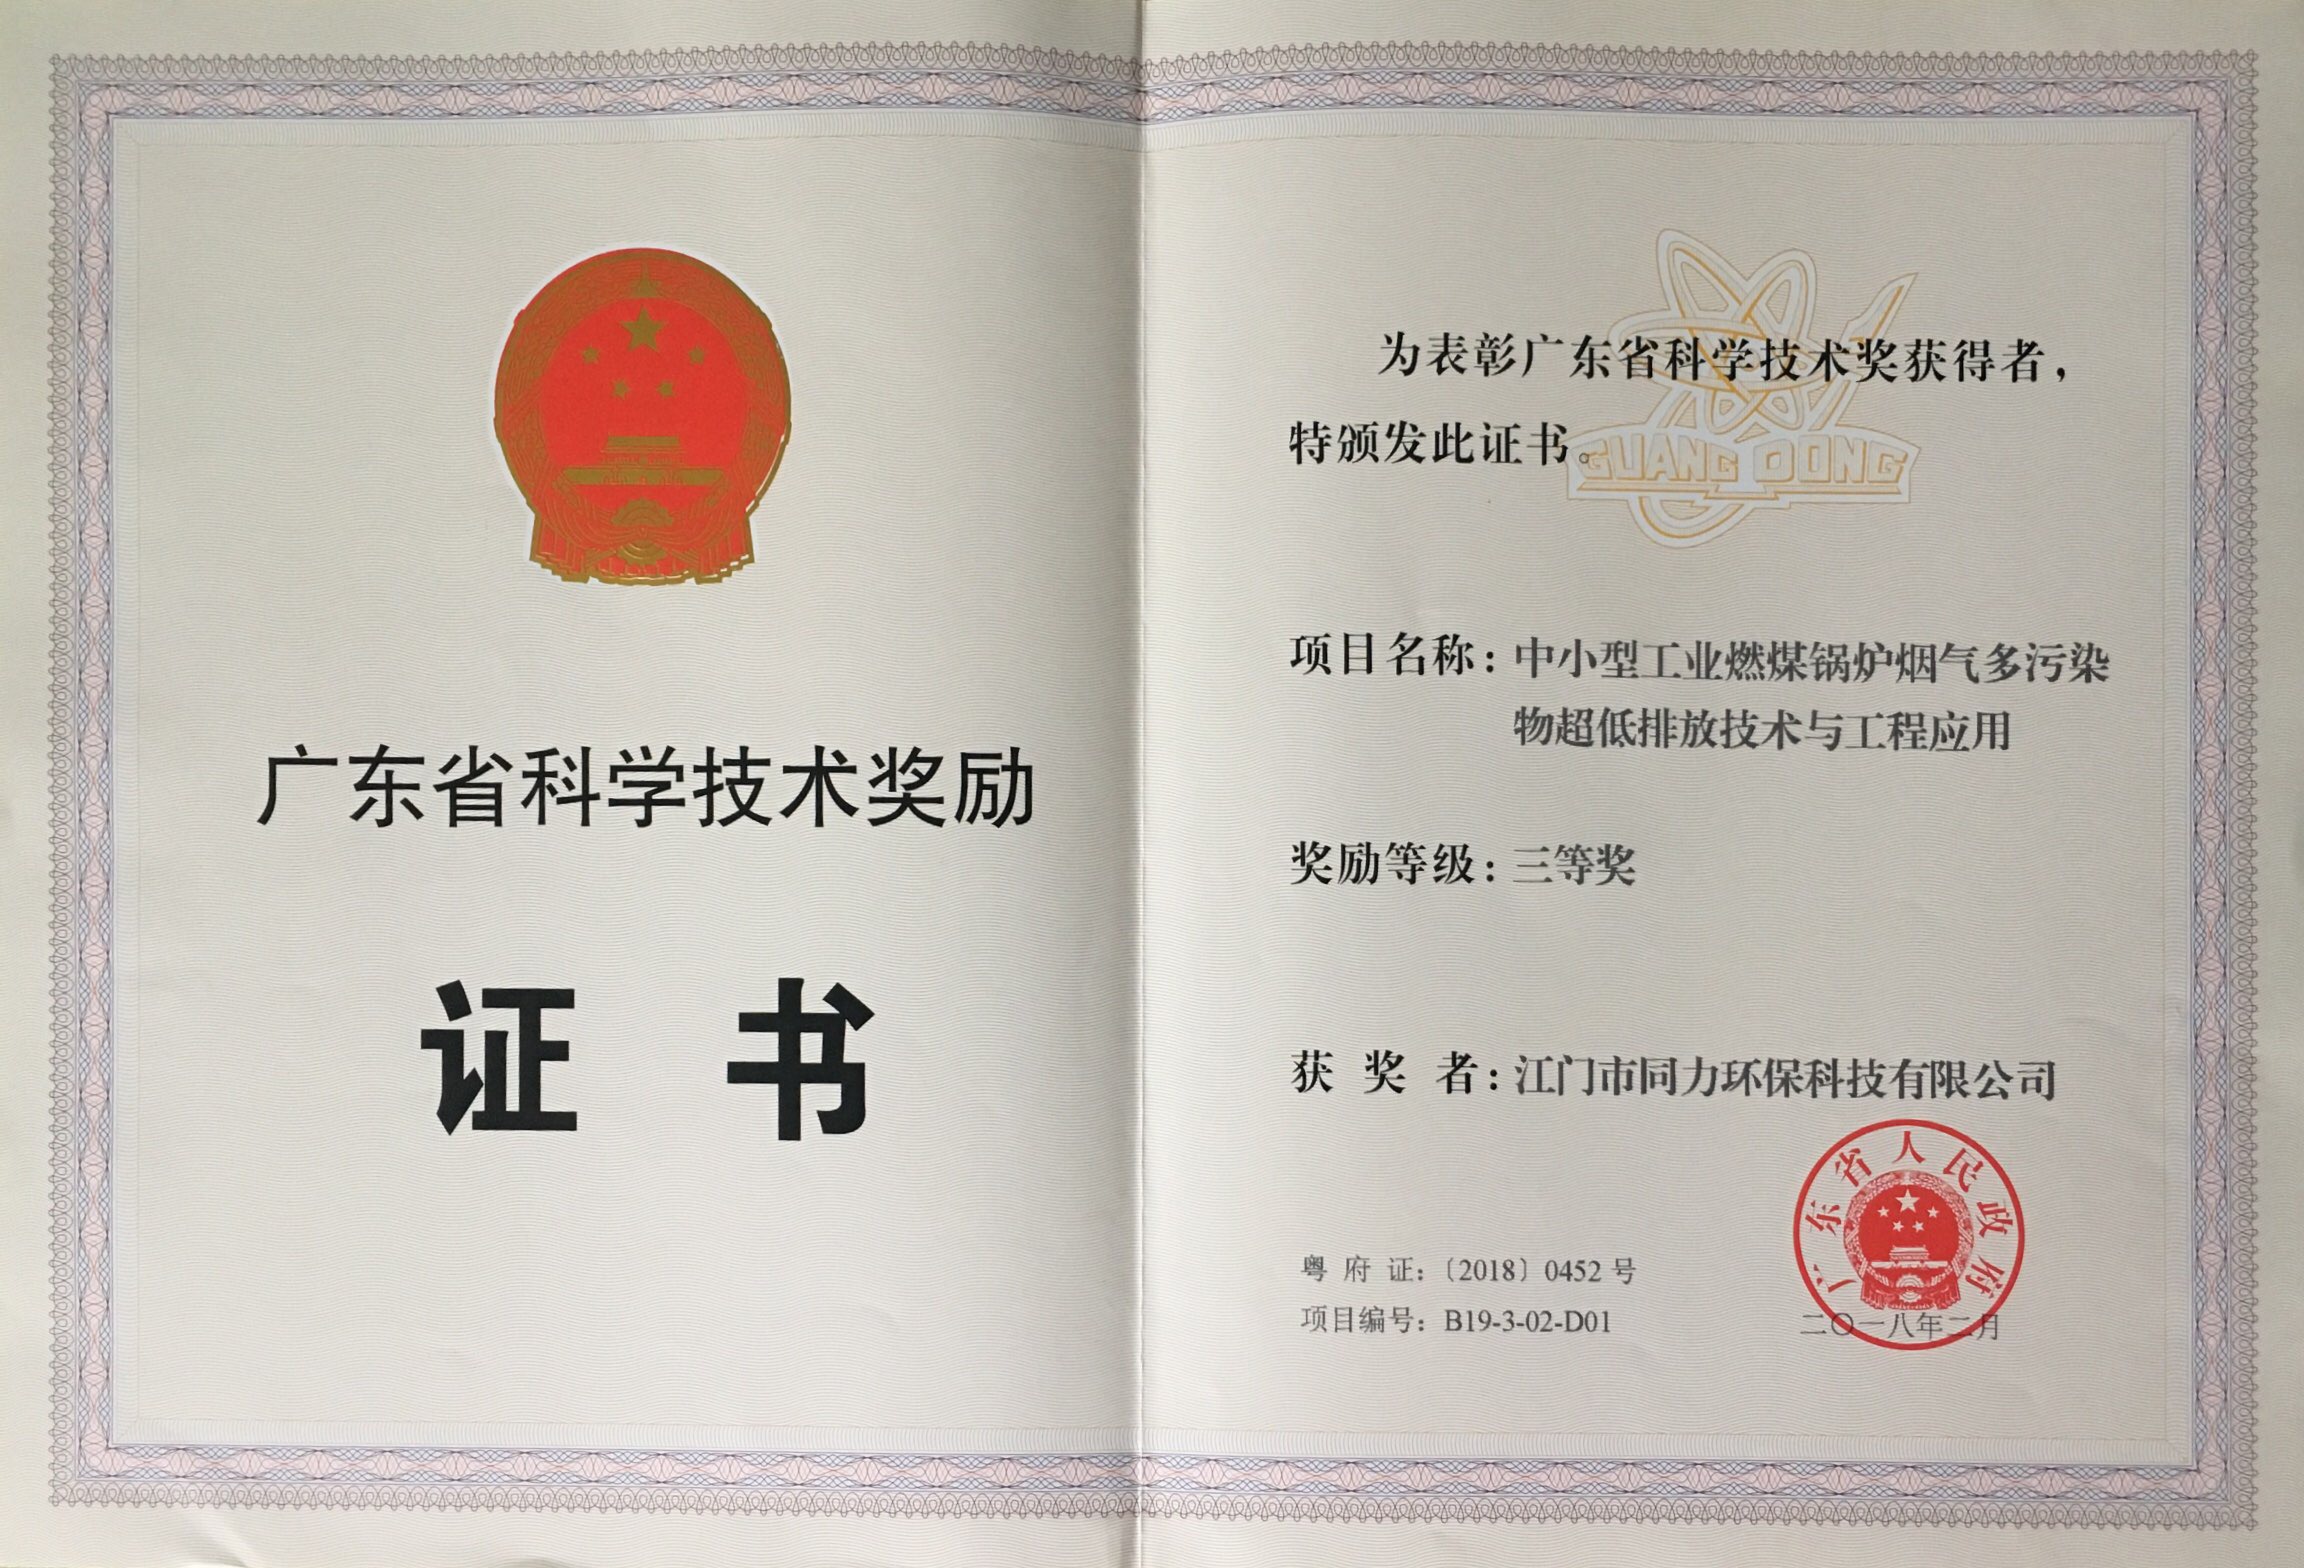 广东省科学技术奖励
证 书
GUANG DONG
为表彰广东省科学技术奖获得者，
特颁发此证书。
项目名称：中小型工业燃煤锅炉烟气多污染
物超低排放技术与工程应用
奖励等级：三等奖
获 奖 者：江门市同力环保科技有限公司
广东省人民政府
粤 府 证：〔2018〕0452 号
项目编号：B19-3-02-D01
二〇一八年二月